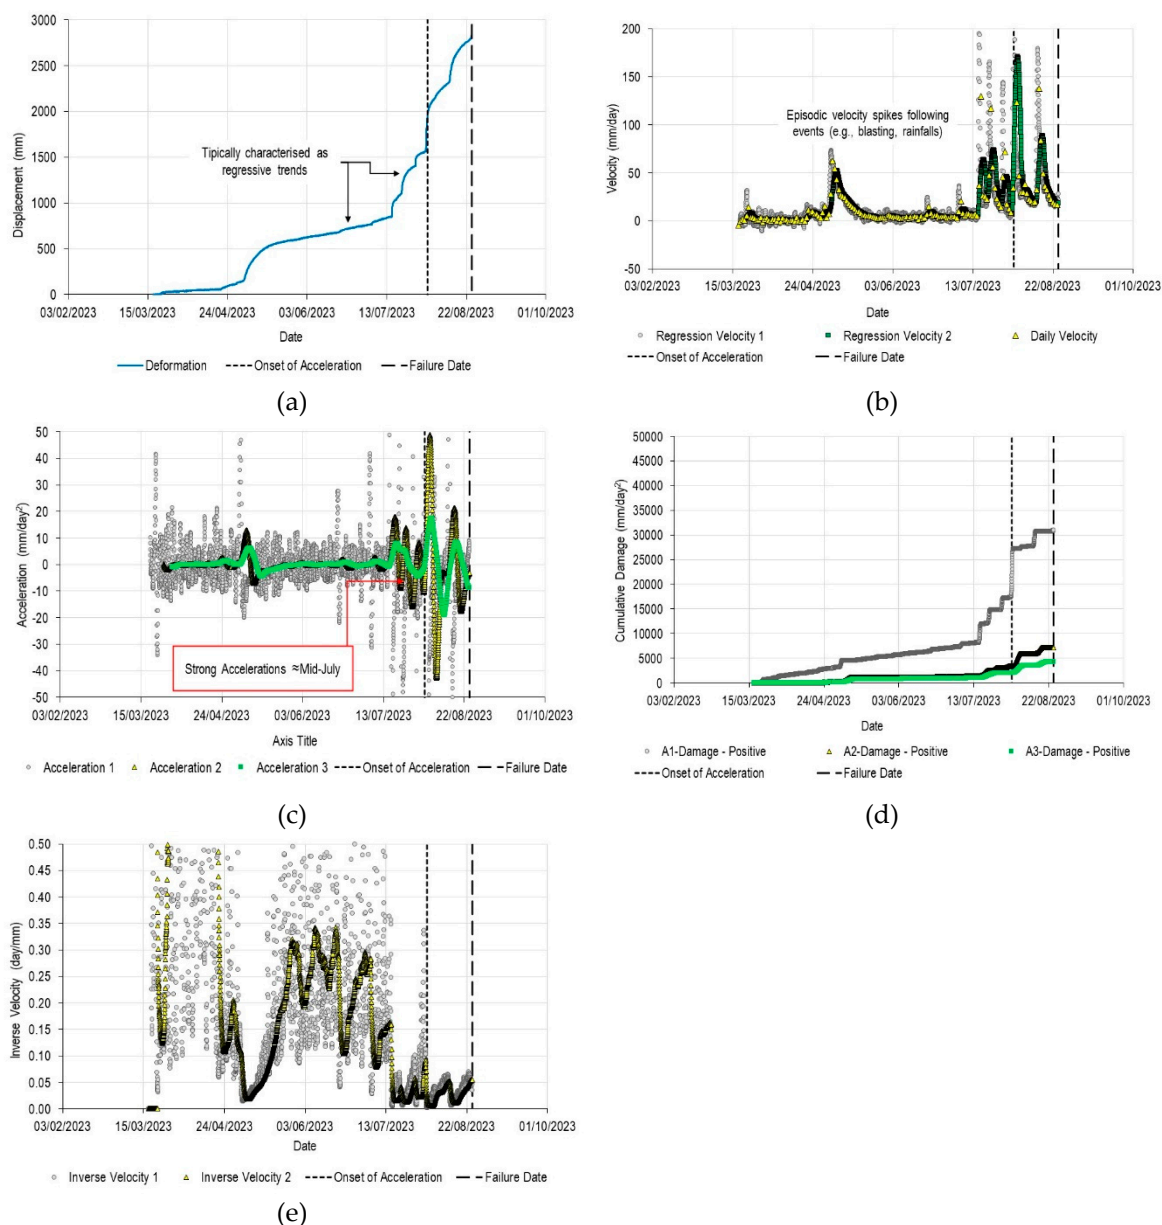 3000
2500
2000
1500
1000
500
0
Displacement (mm)
Tipically characterised as
regressive trends
03/02/2023 15/03/2023 24/04/2023 03/06/2023 13/07/2023 22/08/2023 01/10/2023
Date
Deformation Onset of Acceleration Failure Date
(a)
200
150
100
50
0
-50
Velocity (mm/day)
Episodic velocity spikes following
events (e.g., blasting, rainfalls)
03/02/2023 15/03/2023 24/04/2023 03/06/2023 13/07/2023 22/08/2023 01/10/2023
Date
Regression Velocity 1 Regression Velocity 2 Daily Velocity
Onset of Acceleration Failure Date
(b)
50
40
30
20
10
0
-10
-20
-30
-40
-50
Acceleration (mm/day²)
Strong Accelerations ≈Mid-July
03/02/2023 15/03/2023 24/04/2023 03/06/2023 13/07/2023 22/08/2023 01/10/2023
Axis Title
Acceleration 1 Acceleration 2 Acceleration 3 Onset of Acceleration Failure Date
(c)
50000
45000
40000
35000
30000
25000
20000
15000
10000
5000
0
Cumulative Damage (mm/day²)
03/02/2023 15/03/2023 24/04/2023 03/06/2023 13/07/2023 22/08/2023 01/10/2023
Date
A1-Damage - Positive A2-Damage - Positive A3-Damage - Positive
Onset of Acceleration Failure Date
(d)
0.50
0.45
0.40
0.35
0.30
0.25
0.20
0.15
0.10
0.05
0.00
Inverse Velocity (day/mm)
03/02/2023 15/03/2023 24/04/2023 03/06/2023 13/07/2023 22/08/2023 01/10/2023
Date
Inverse Velocity 1 Inverse Velocity 2 Onset of Acceleration Failure Date
(e)